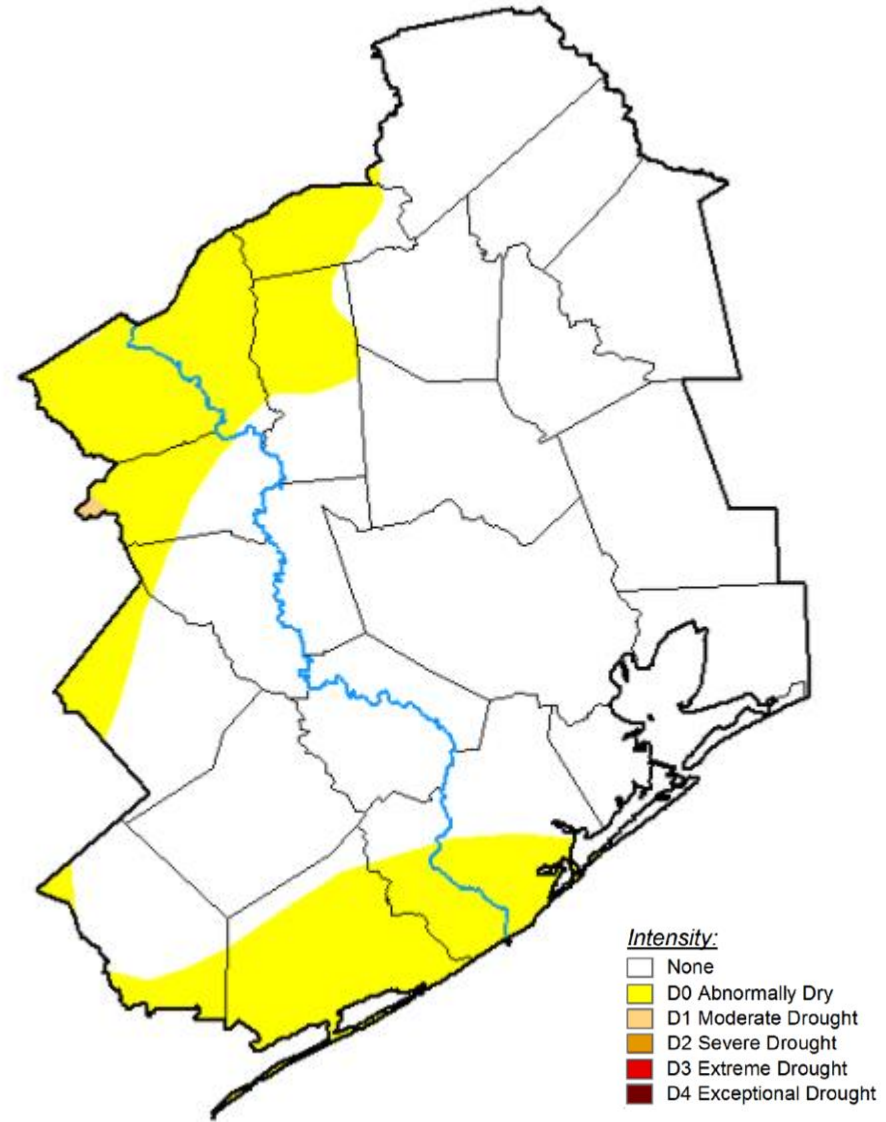 Intensity:
None
D0 Abnormally Dry
D1 Moderate Drought
D2 Severe Drought
D3 Extreme Drought
D4 Exceptional Drought